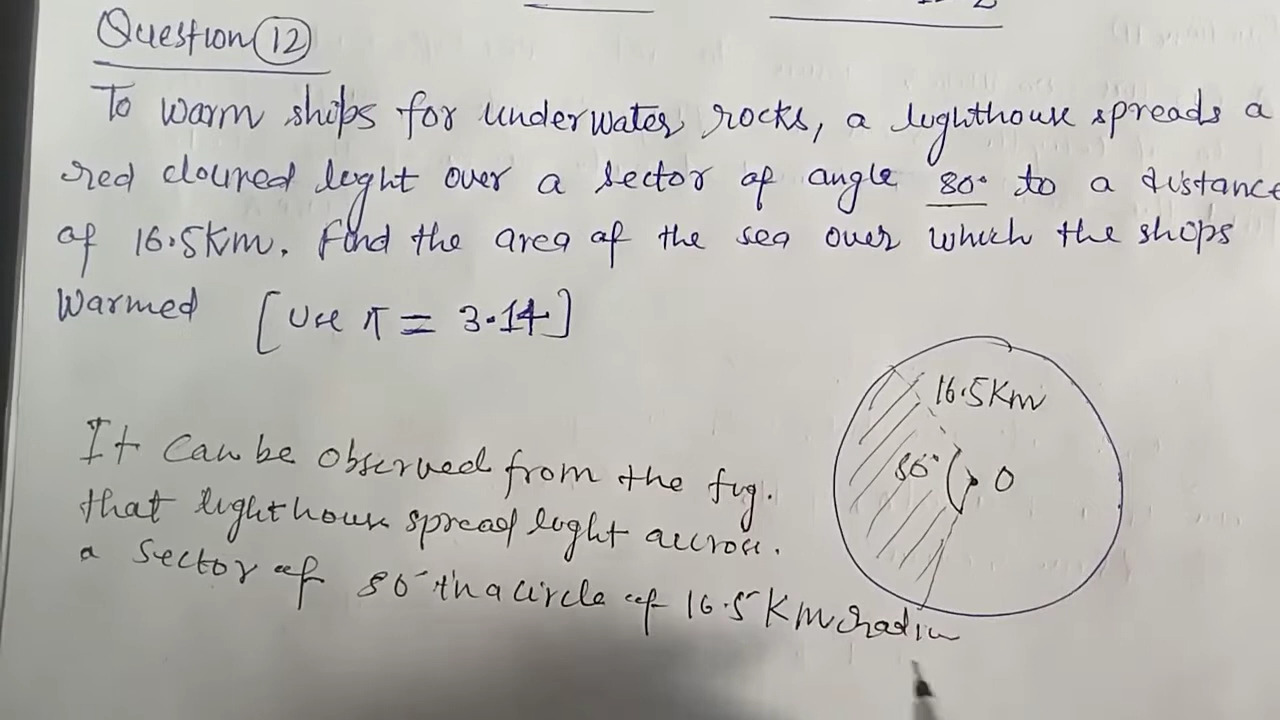 Question 12
To warm ships for underwater rocks, a lighthouse spreads a
red cloured light over a sector of angle 80° to a distance
of 16.5km. Find the area of the sea over which the ships
Warmed [Use π = 3.14]
16.5Km
80°
O
It can be observed from the fig.
that lighthouse spread light accross.
a sector of 80° in a circle of 16.5 Km radius